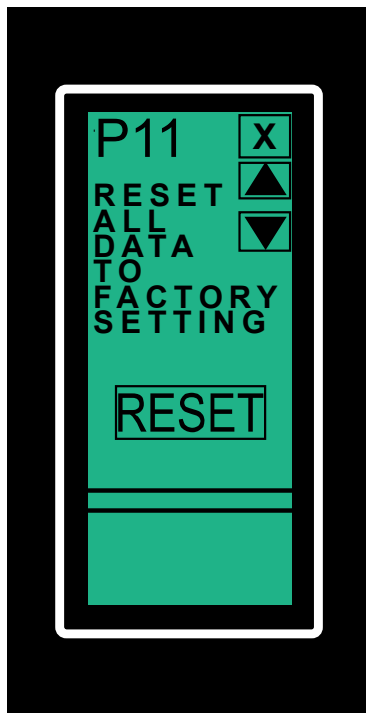 P11 X
RESET
ALL
DATA
TO
FACTORY
SETTING
RESET